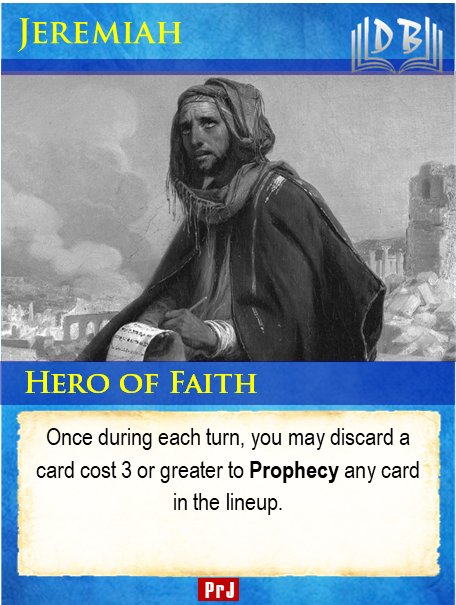 JEREMIAH
DB
HERO OF FAITH
Once during each turn, you may discard a
card cost 3 or greater to Prophecy any card
in the lineup.
PrJ